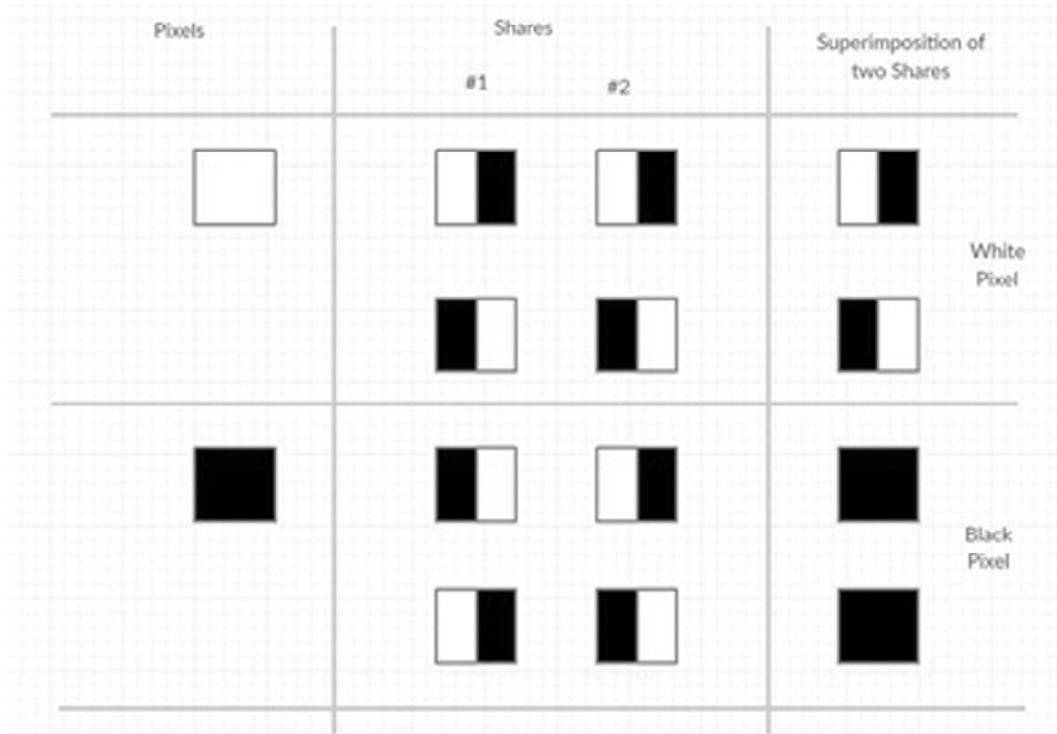 Pixels
Shares
Superimposition of
two Shares
#1
#2
White
Pixel
Black
Pixel